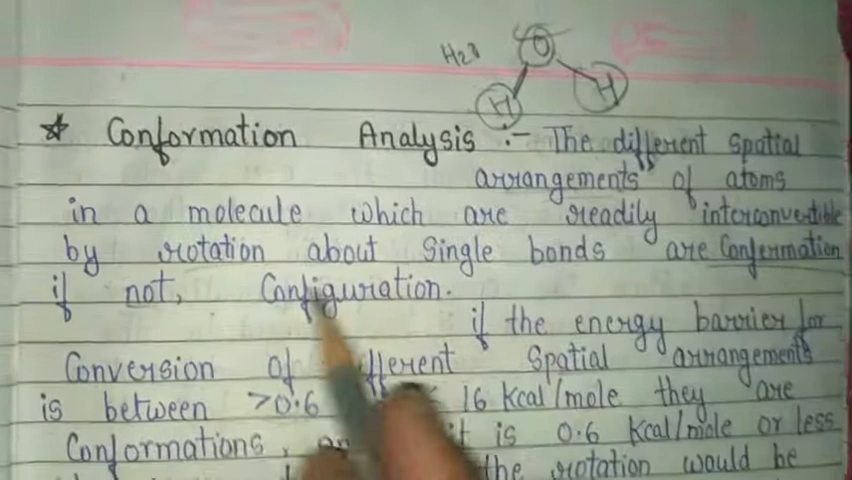 H2O
O
H H
☆ Conformation Analysis :- The different spatial
arrangements of atoms
in a molecule which are readily interconvertible
by rotation about Single bonds are Conformation
if not, Configuration.
if the energy barrier for
Conversion of different Spatial arrangements
is between >0.6 16 Kcal/mole they are
Conformations, it is 0.6 Kcal/mole or less
the rotation would be